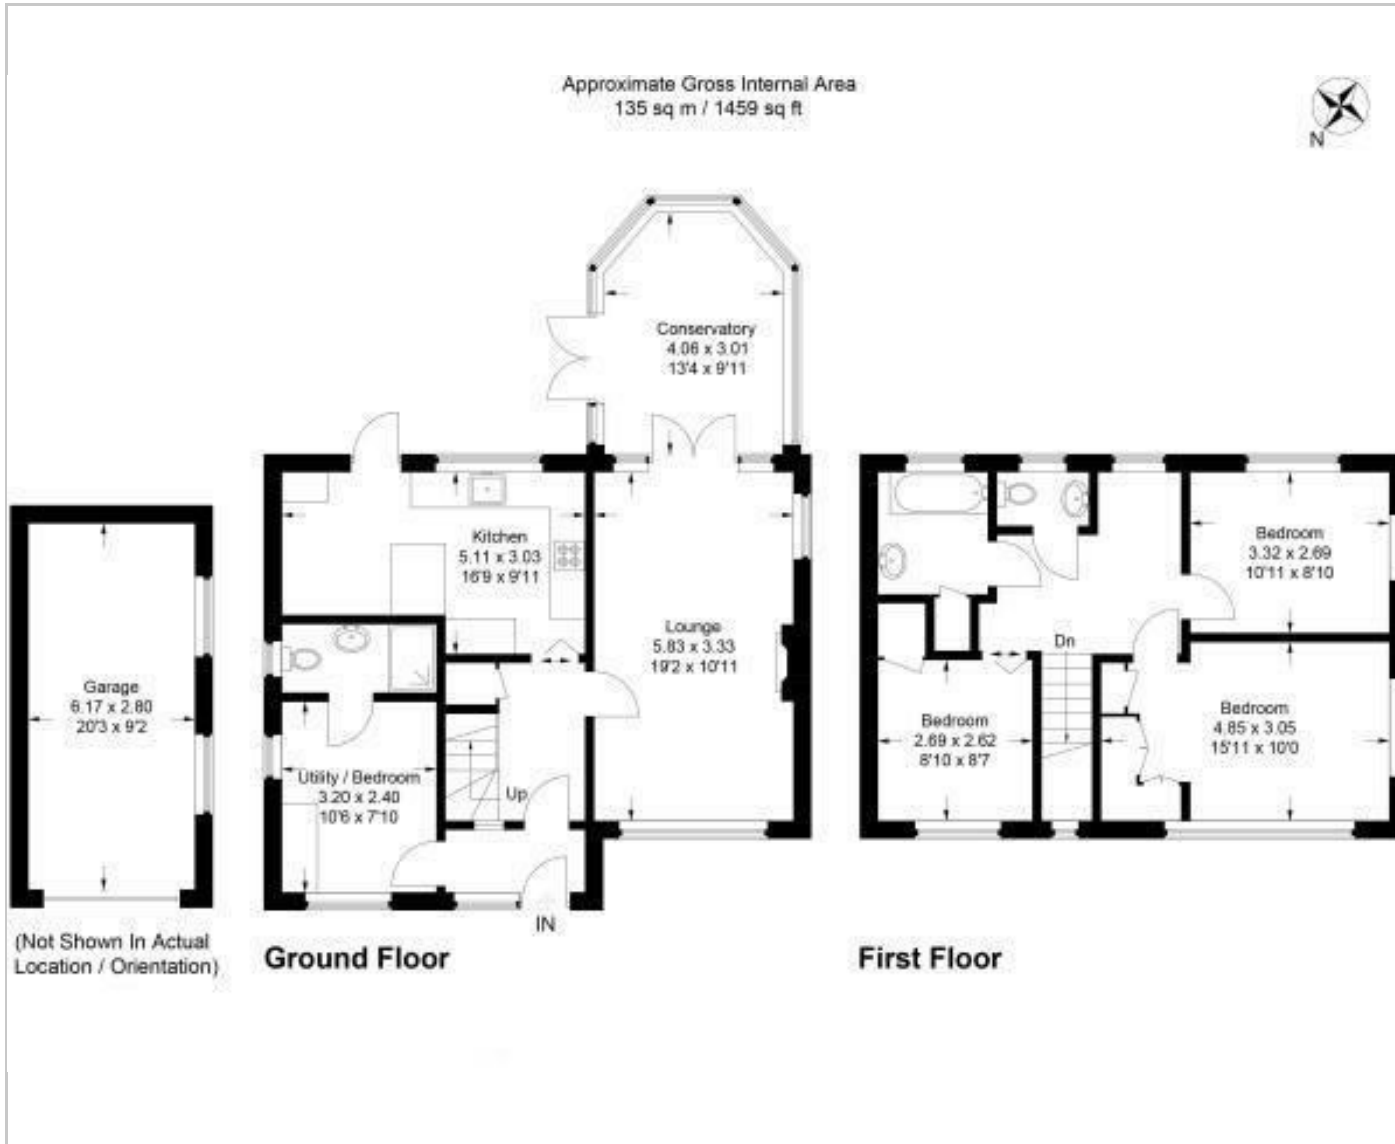 Approximate Gross Internal Area
135 sq m / 1459 sq ft
N
Conservatory
4.06 x 3.01
13'4 x 9'11
Kitchen
5.11 x 3.03
16'9 x 9'11
Lounge
5.83 x 3.33
19'2 x 10'11
Garage
6.17 x 2.80
20'3 x 9'2
Utility / Bedroom
3.20 x 2.40
10'6 x 7'10
Up
IN
Bedroom
3.32 x 2.69
10'11 x 8'10
Dn
Bedroom
2.69 x 2.62
8'10 x 8'7
Bedroom
4.85 x 3.05
15'11 x 10'0
(Not Shown In Actual
Location / Orientation)
Ground Floor
First Floor